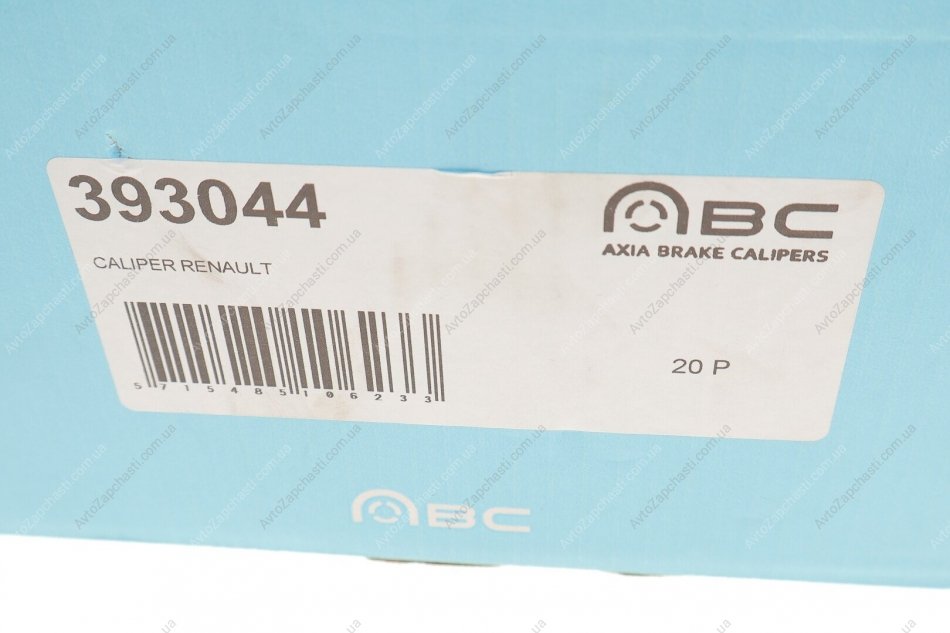 393044
ABC
AXIA BRAKE CALIPERS
CALIPER RENAULT
5715485106233
20 P
ABC
AvtoZapchasti.com.ua